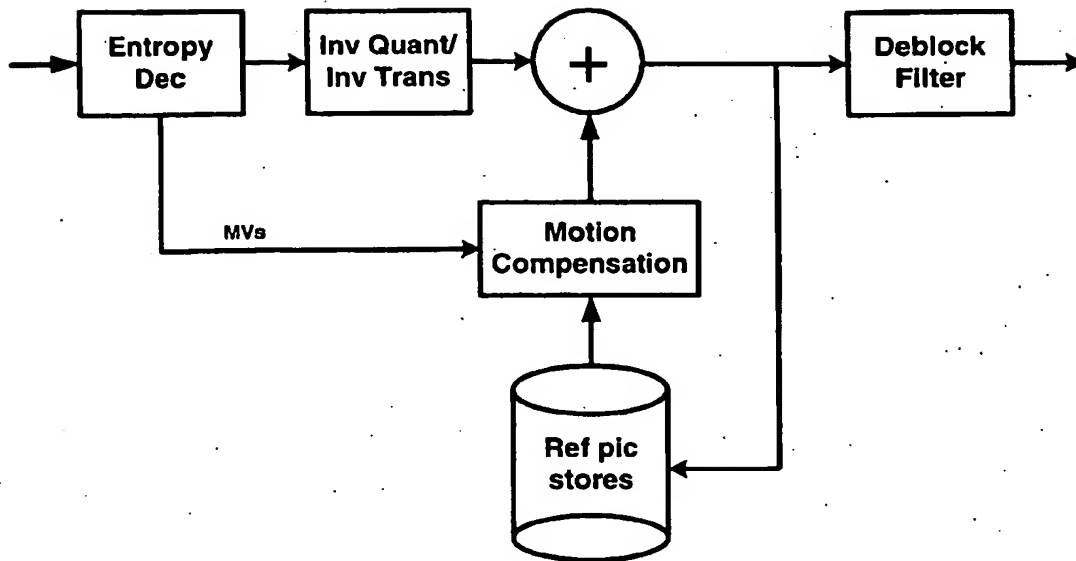 Entropy
Dec
Inv Quant/
Inv Trans
+
Deblock
Filter
MVs
Motion
Compensation
Ref pic
stores